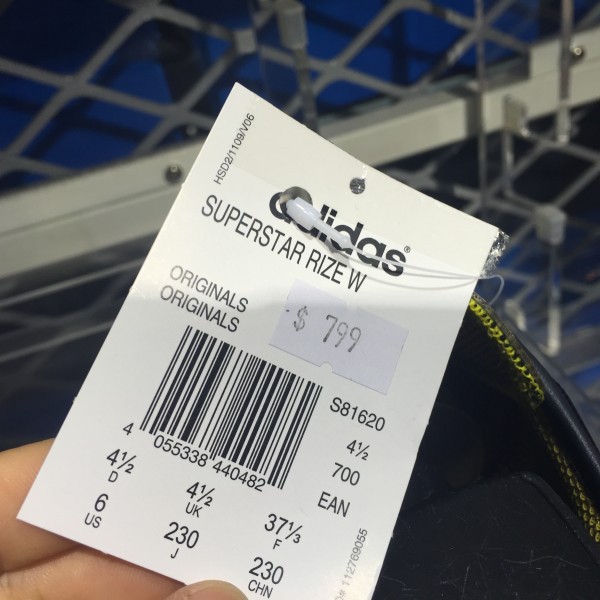 HSD2/1109/V06
adidas®
SUPERSTAR RIZE W
ORIGINALS
ORIGINALS
$ 799
S81620
4½
700
EAN
4 055338 440482
4½ D
4½ UK
37⅓ F
6 US
230 J
230 CHN
# 112769055